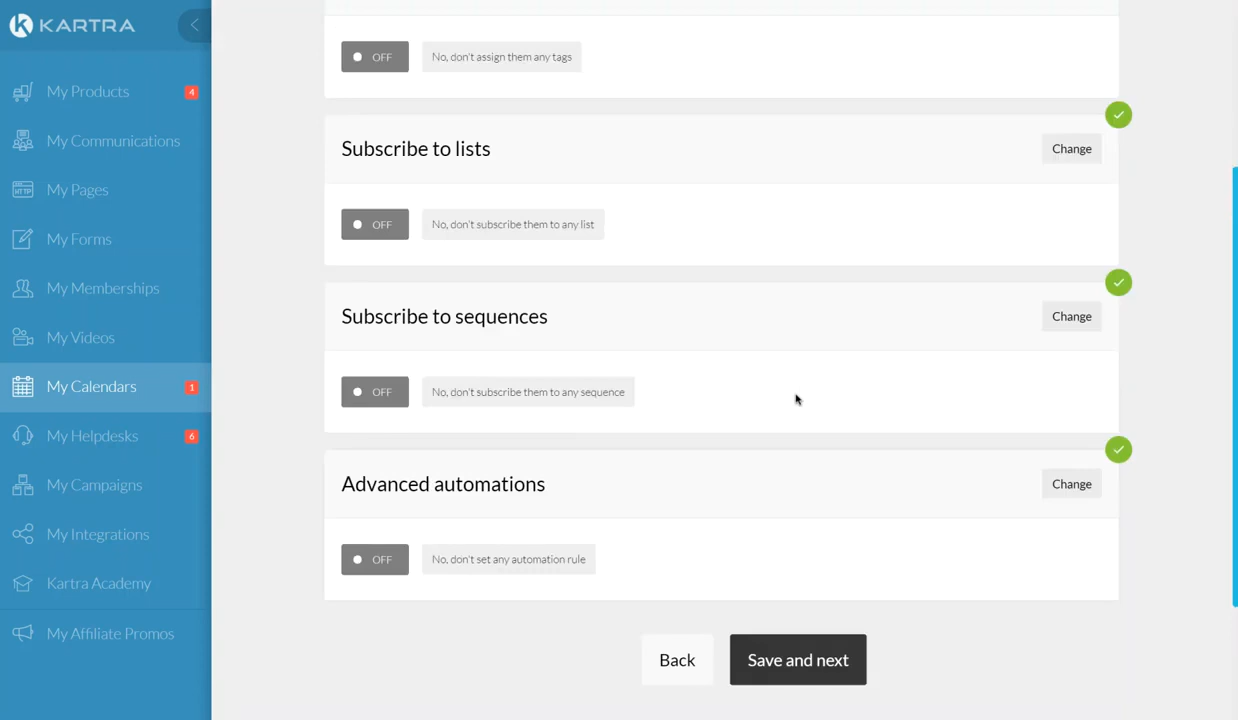 KARTRA
My Products 4
My Communications
My Pages
My Forms
My Memberships
My Videos
My Calendars 1
My Helpdesks 6
My Campaigns
My Integrations
Kartra Academy
My Affiliate Promos
OFF No, don't assign them any tags
Subscribe to lists Change
OFF No, don't subscribe them to any list
Subscribe to sequences Change
OFF No, don't subscribe them to any sequence
Advanced automations Change
OFF No, don't set any automation rule
Back Save and next